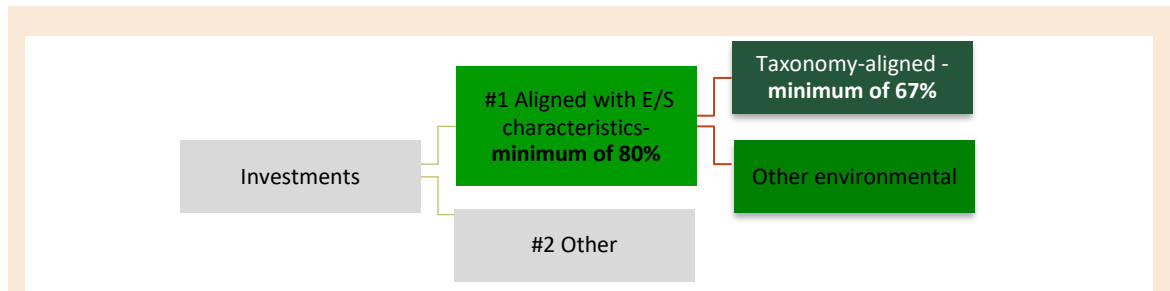 Taxonomy-aligned -
minimum of 67%
#1 Aligned with E/S
characteristics-
minimum of 80%
Investments
Other environmental
#2 Other